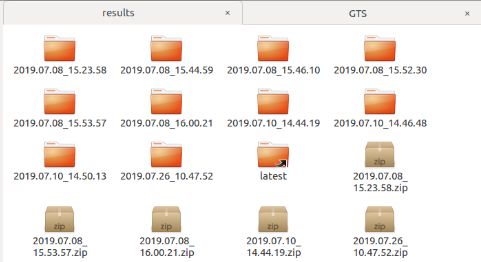 results × GTS ×
2019.07.08_15.23.58 2019.07.08_15.44.59 2019.07.08_15.46.10 2019.07.08_15.52.30
2019.07.08_15.53.57 2019.07.08_16.00.21 2019.07.10_14.44.19 2019.07.10_14.46.48
2019.07.10_14.50.13 2019.07.26_10.47.52 latest zip
2019.07.08_
15.23.58.zip
zip zip zip zip
2019.07.08_ 2019.07.08_ 2019.07.10_ 2019.07.26_
15.53.57.zip 16.00.21.zip 14.44.19.zip 10.47.52.zip